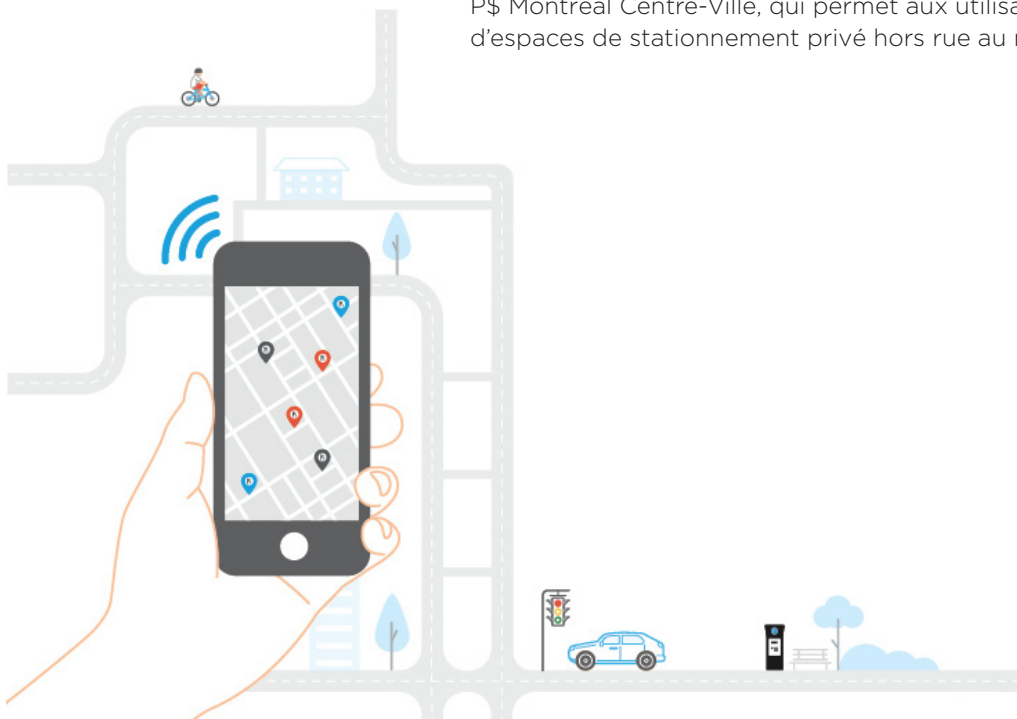 P$ Montréal Centre-Ville, qui permet aux utilisa
d'espaces de stationnement privé hors rue au